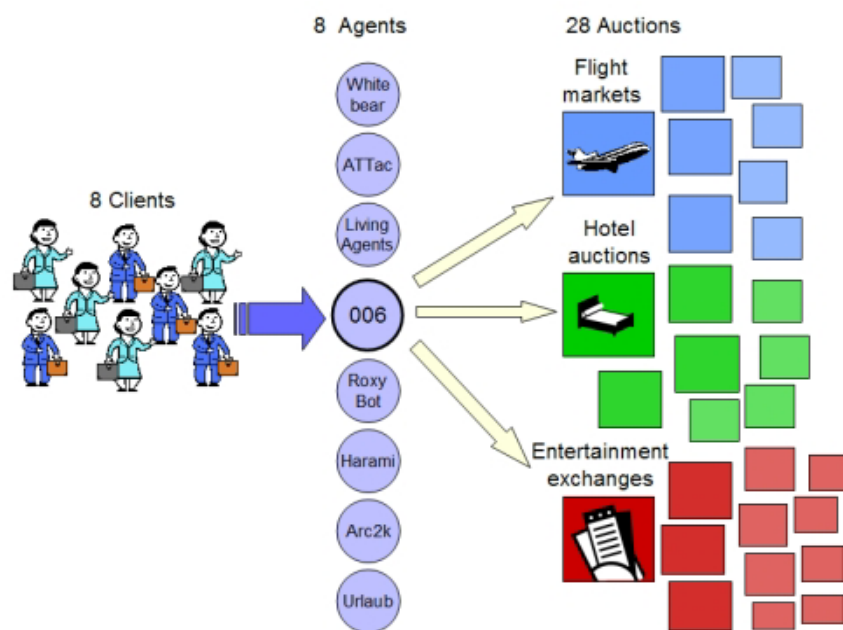 8 Agents
28 Auctions
White
bear
Flight
markets
ATTac
8 Clients
Living
Agents
Hotel
auctions
006
Roxy
Bot
Harami
Entertainment
exchanges
Arc2k
Urlaub